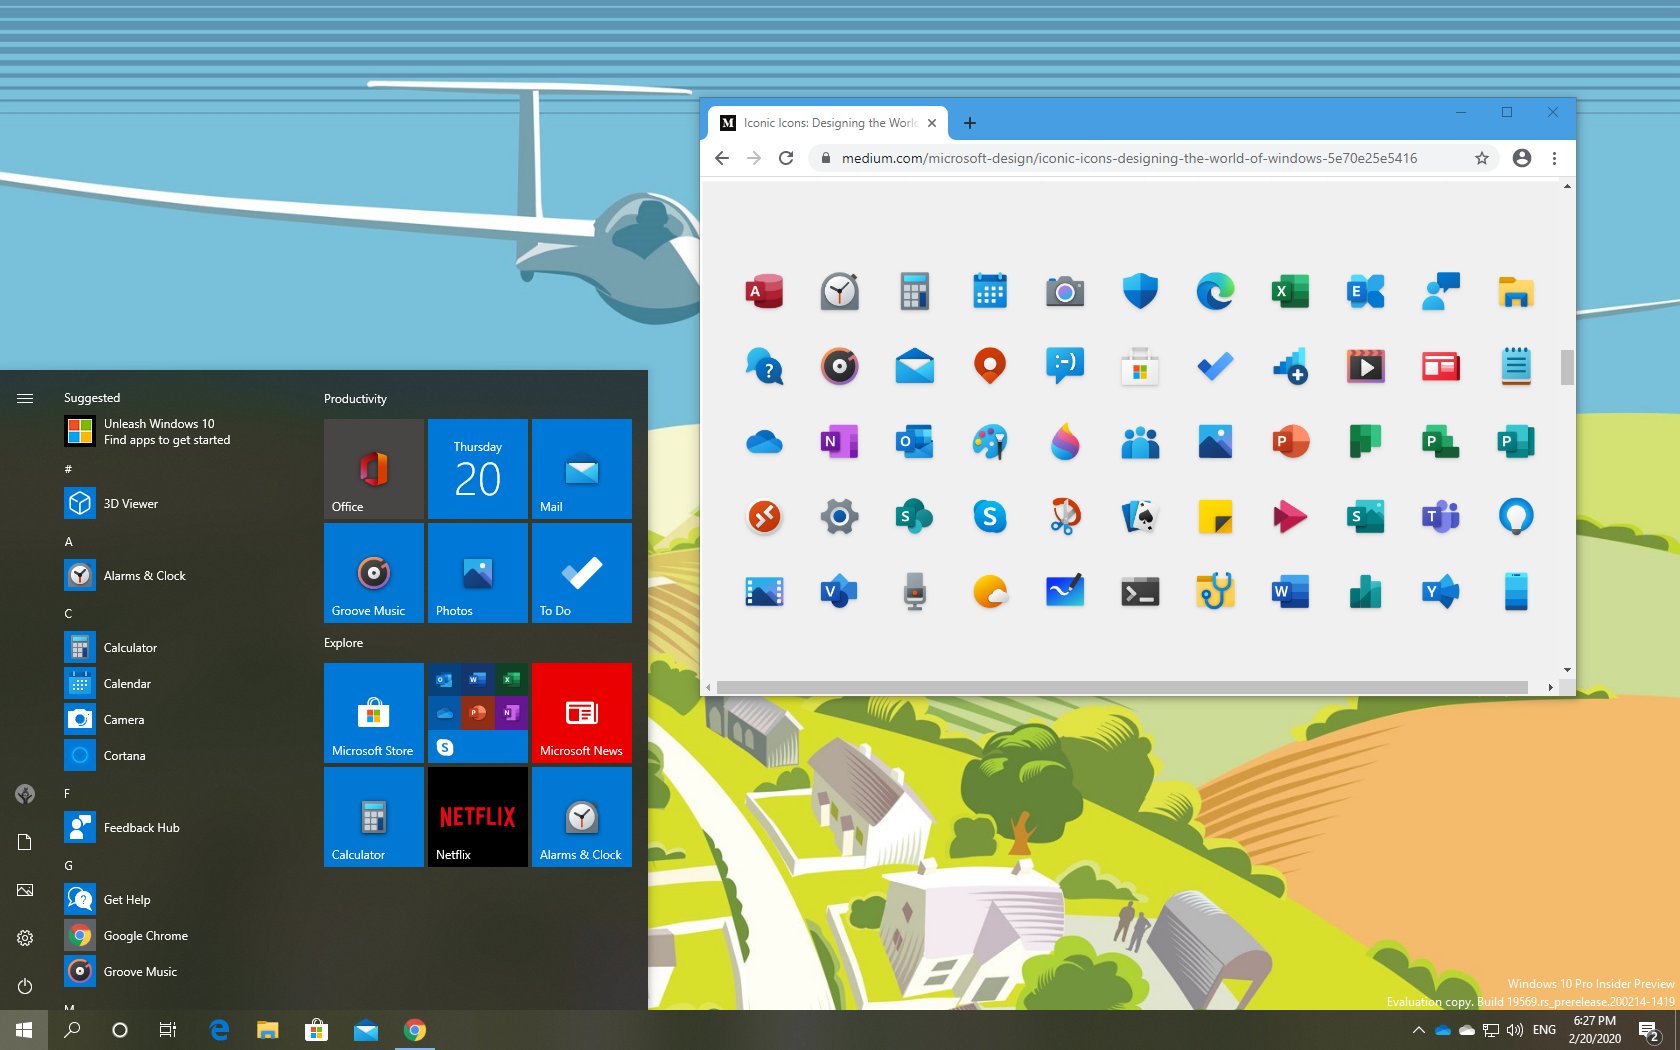 Iconic Icons: Designing the Worl
medium.com/microsoft-design/iconic-icons-designing-the-world-of-windows-5e70e25e5416
A
X
E
?
:-)
N
O
P
P
P
S
S
S
T
V
W
Y
Suggested
Unleash Windows 10
Find apps to get started
#
3D Viewer
A
Alarms & Clock
C
Calculator
Calendar
Camera
Cortana
F
Feedback Hub
G
Get Help
Google Chrome
Groove Music
M
Productivity
Office
Thursday
20
Mail
Groove Music
Photos
To Do
Explore
Microsoft Store
Microsoft News
Calculator
NETFLIX
Netflix
Alarms & Clock
Windows 10 Pro Insider Preview
Evaluation copy. Build 19569.rs_prerelease.200214-1419
ENG
6:27 PM
2/20/2020
2